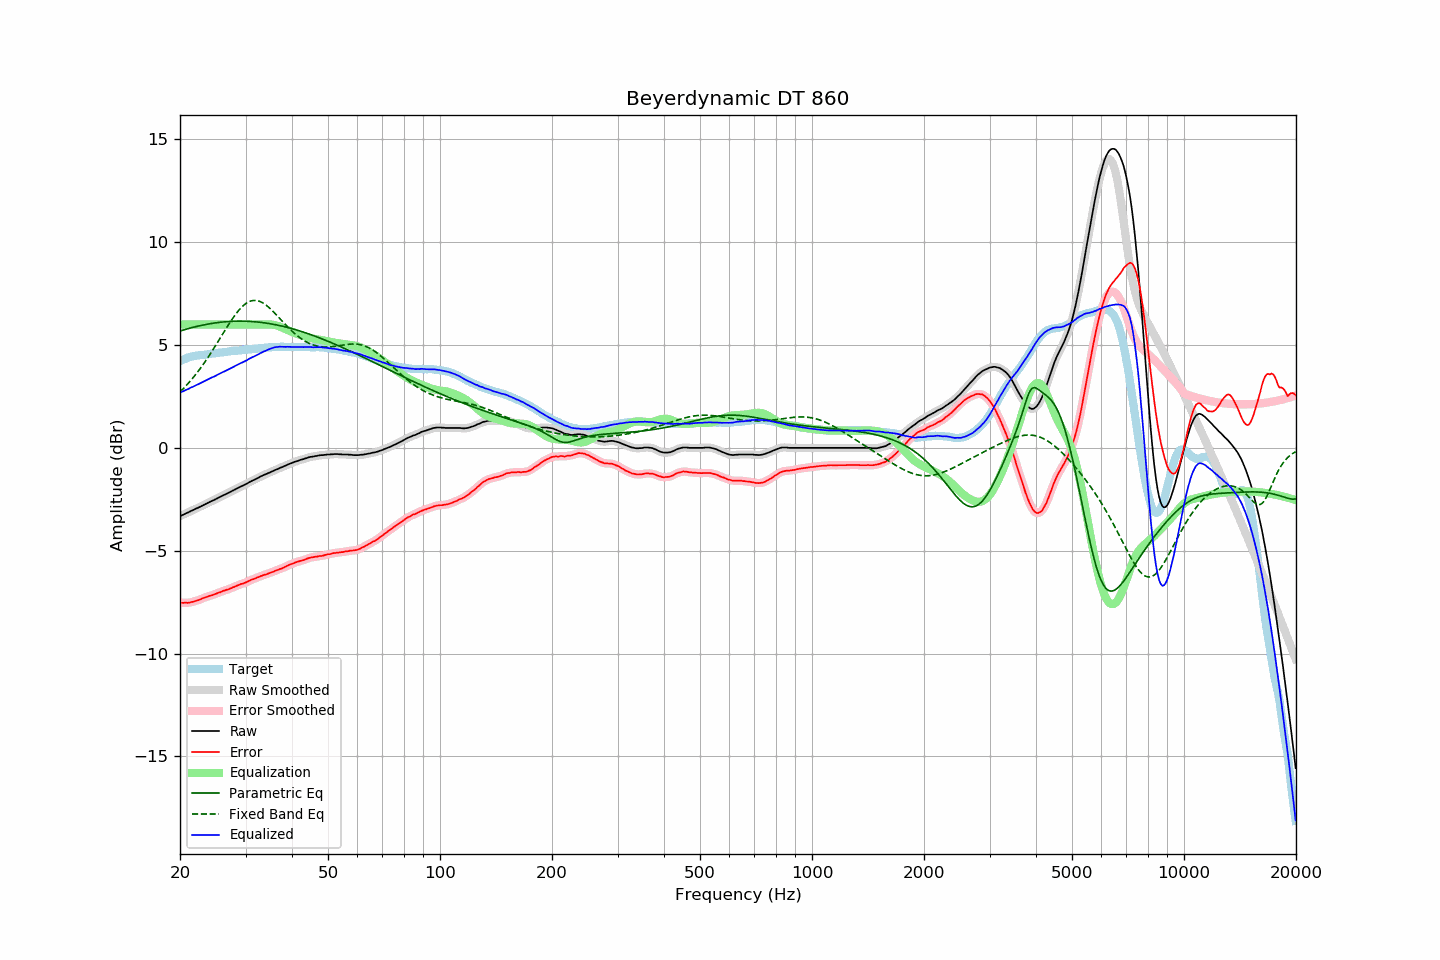 Beyerdynamic DT 860
15
10
5
0
−5
−10
−15
Amplitude (dBr)
Target
Raw Smoothed
Error Smoothed
Raw
Error
Equalization
Parametric Eq
Fixed Band Eq
Equalized
20 50 100 200 500 1000 2000 5000 10000 20000
Frequency (Hz)